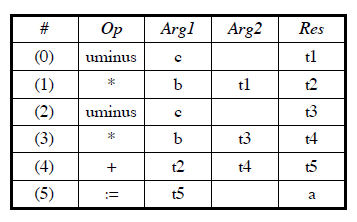 # Op Arg1 Arg2 Res
(0) uminus c t1
(1) * b t1 t2
(2) uminus c t3
(3) * b t3 t4
(4) + t2 t4 t5
(5) := t5 a